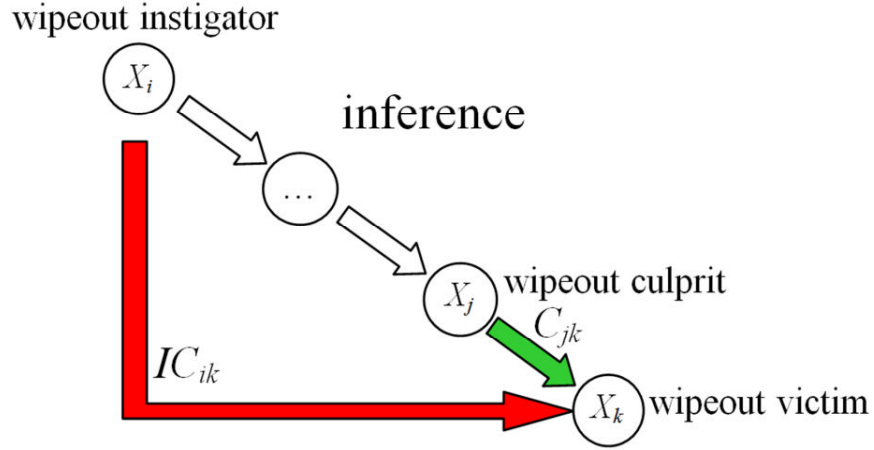 wipeout instigator
Xᵢ
inference
…
Xⱼ
wipeout culprit
Cⱼₖ
ICᵢₖ
Xₖ
wipeout victim